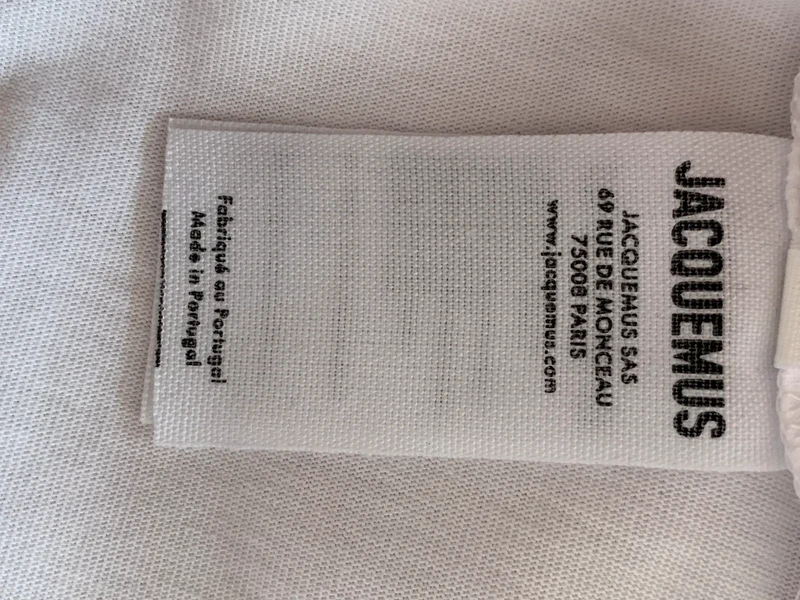 JACQUEMUS
JACQUEMUS SAS
69 RUE DE MONCEAU
75008 PARIS
www.jacquemus.com
Fabriqué au Portugal
Made in Portugal